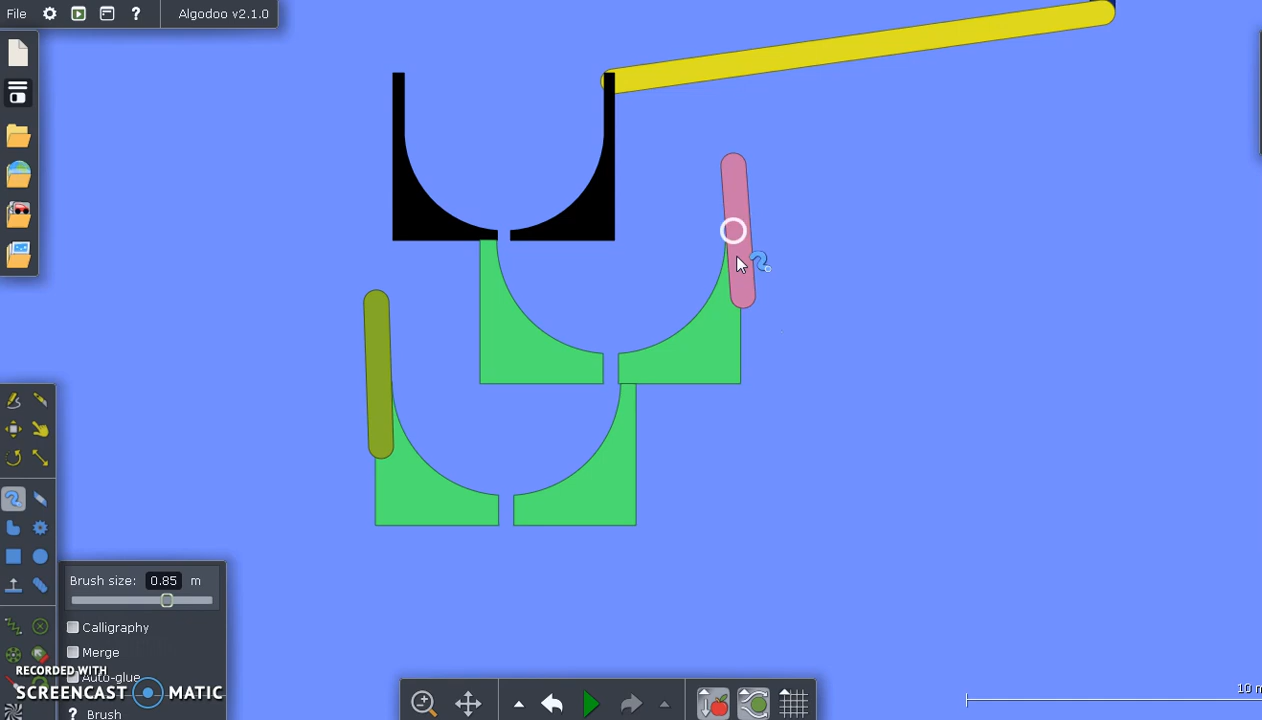 File ? Algodoo v2.1.0
Brush size: 0.85 m
Calligraphy
Merge
Auto-glue
RECORDED WITH
SCREENCAST MATIC
? Brush
10 m